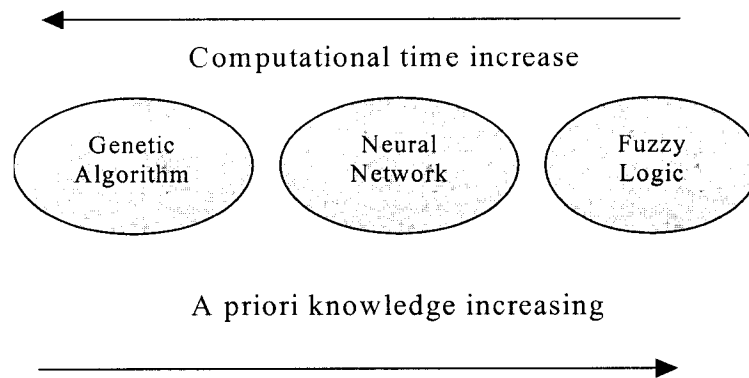 Computational time increase
Genetic
Algorithm
Neural
Network
Fuzzy
Logic
A priori knowledge increasing